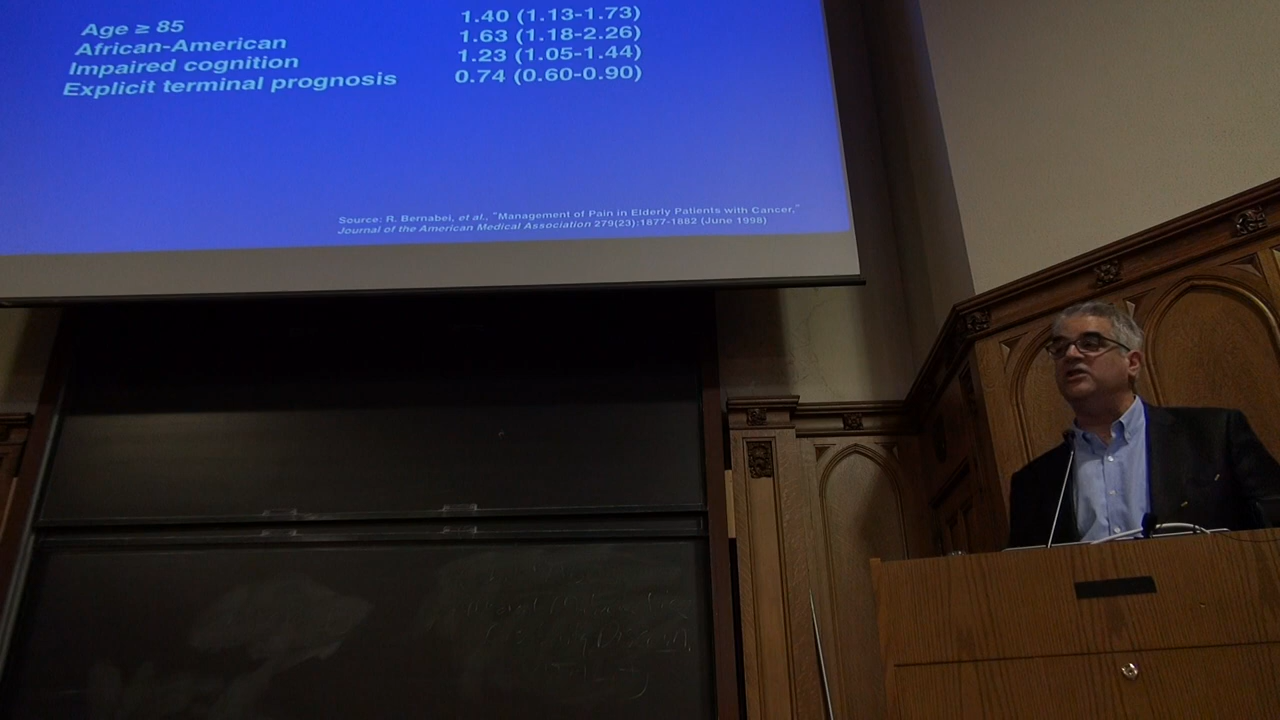 Age ≥ 85 1.40 (1.13-1.73)
African-American 1.63 (1.18-2.26)
Impaired cognition 1.23 (1.05-1.44)
Explicit terminal prognosis 0.74 (0.60-0.90)
Source: R. Bernabei, et al., "Management of Pain in Elderly Patients with Cancer,"
Journal of the American Medical Association 279(23):1877-1882 (June 1998)